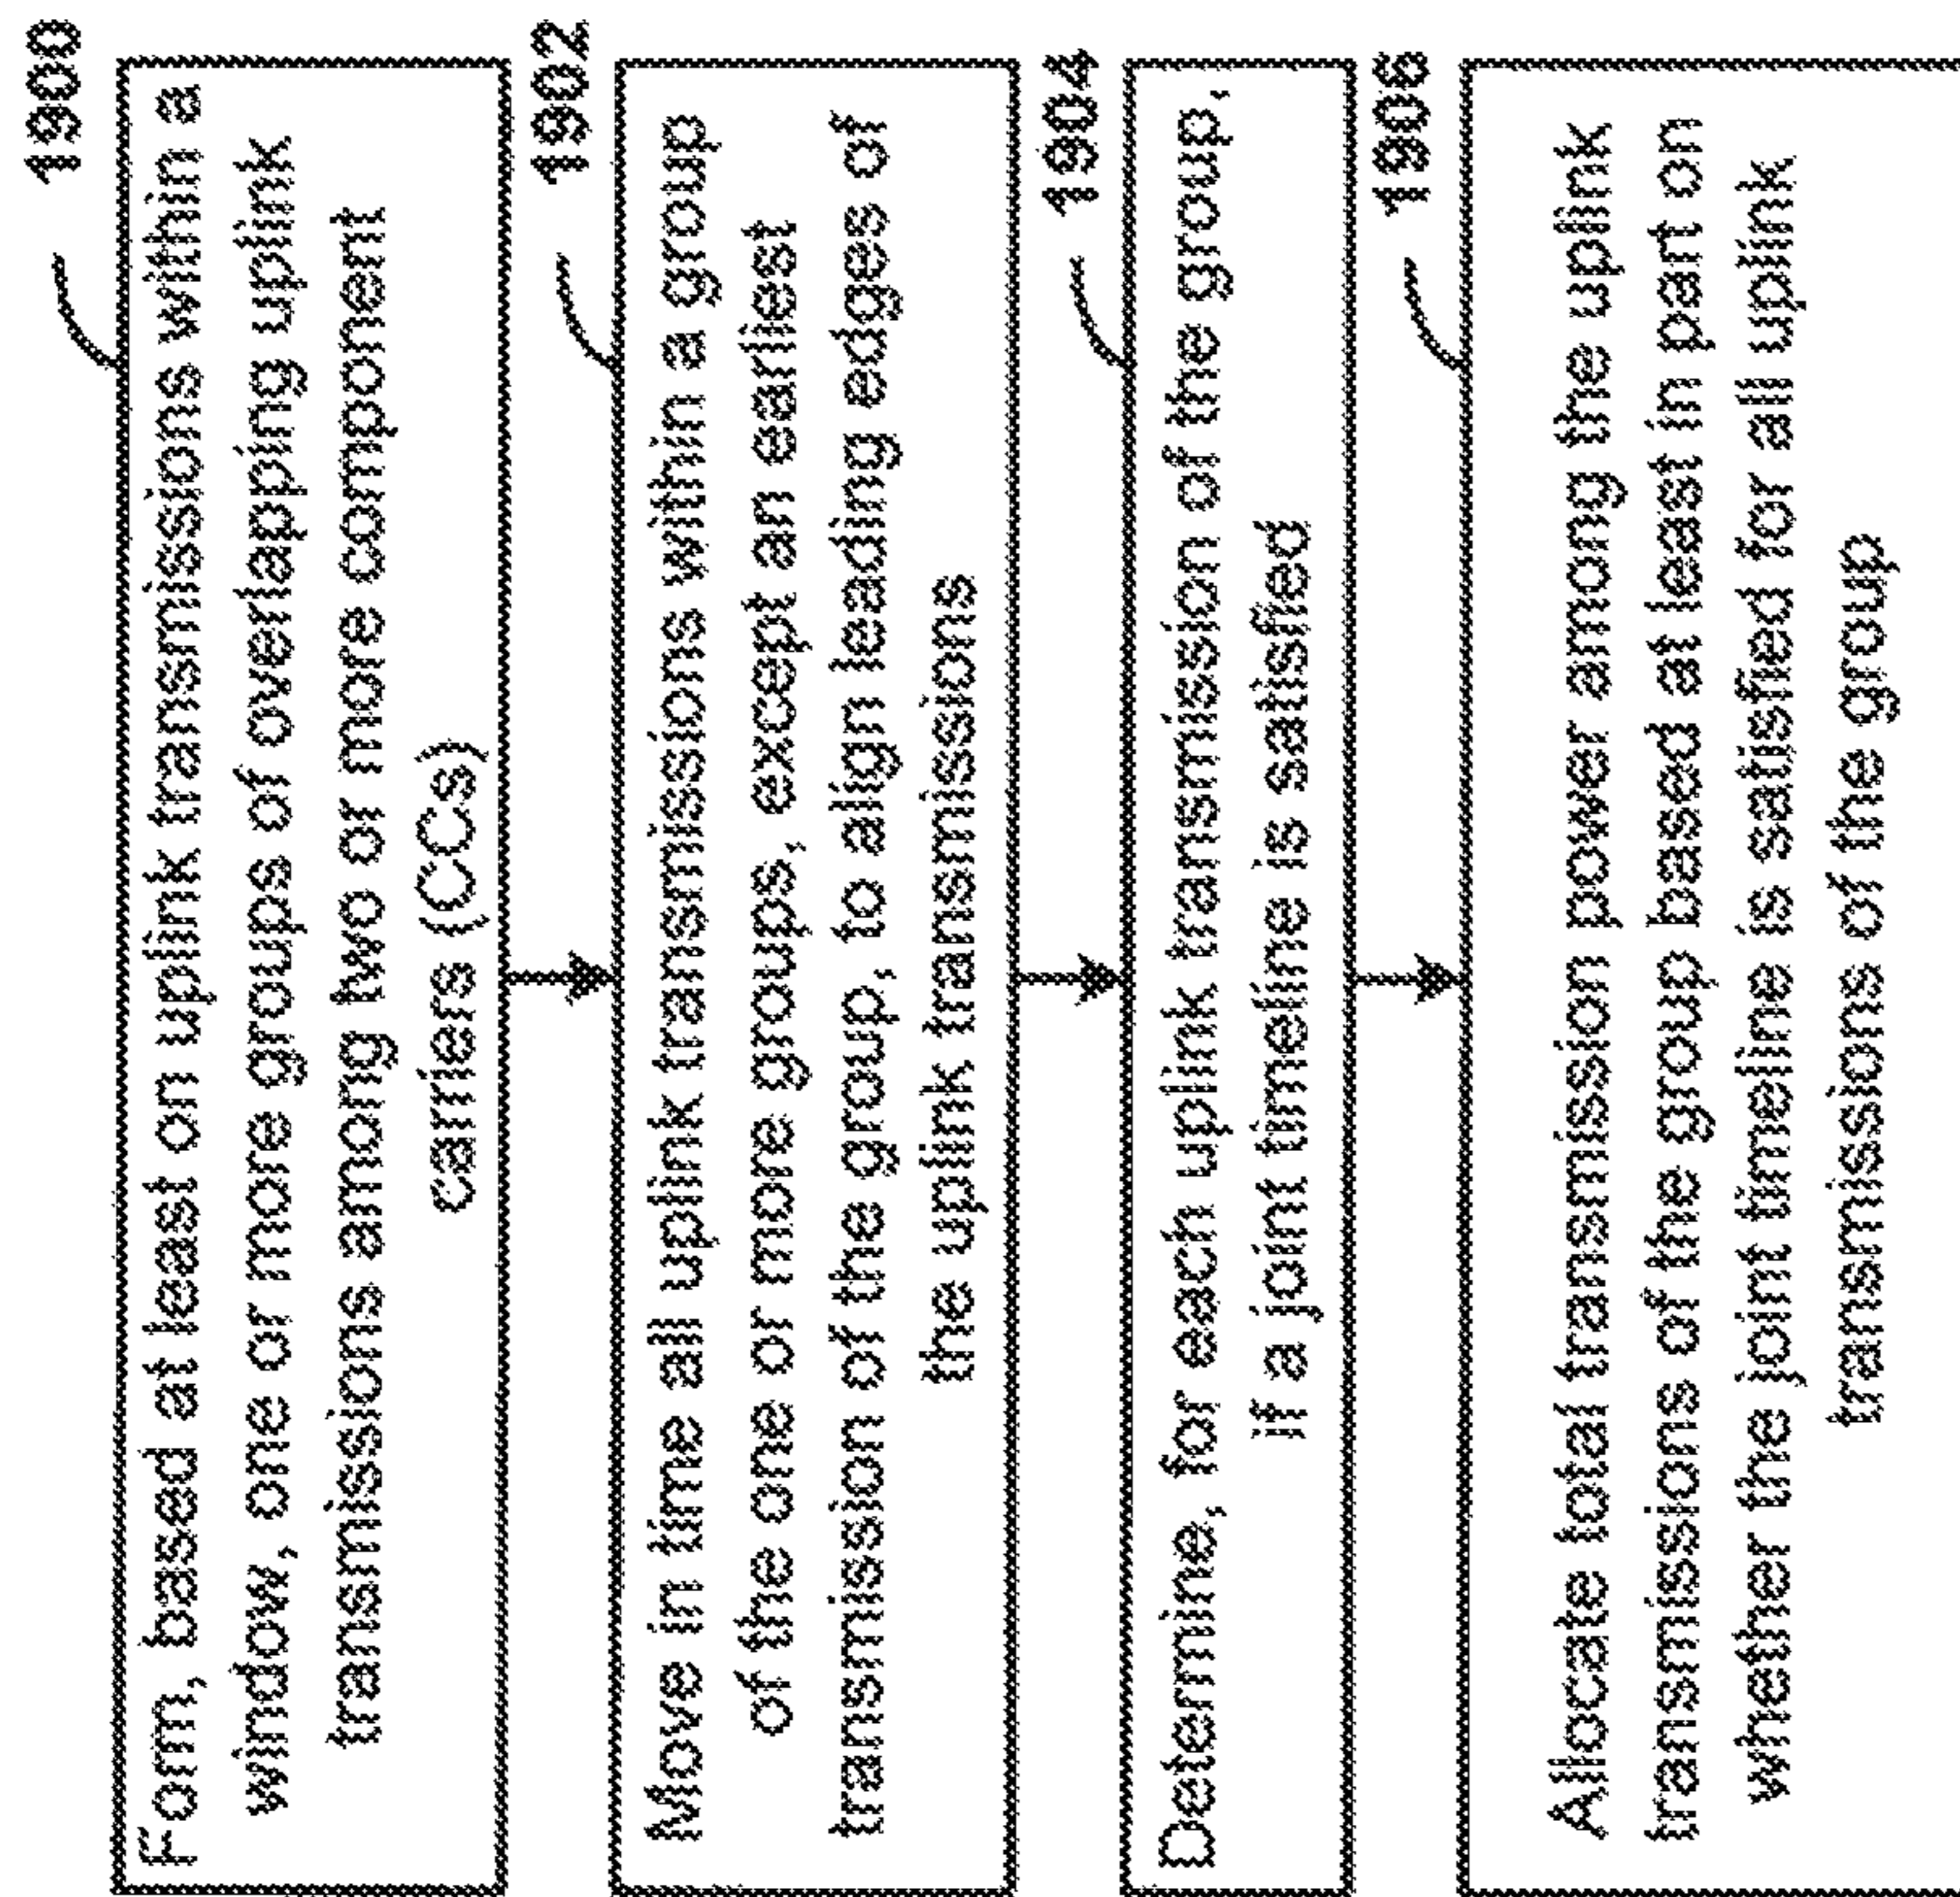 1900
Form, based at least on uplink transmissions within a
window, one or more groups of overlapping uplink
transmissions among two or more component
carriers (CCs)
1902
Move in time all uplink transmissions within a group
of the one or more groups, except an earliest
transmission of the group, to align leading edges of
the uplink transmissions
1904
Determine, for each uplink transmission of the group,
if a joint timeline is satisfied
1906
Allocate total transmission power among the uplink
transmissions of the group based at least in part on
whether the joint timeline is satisfied for all uplink
transmissions of the group